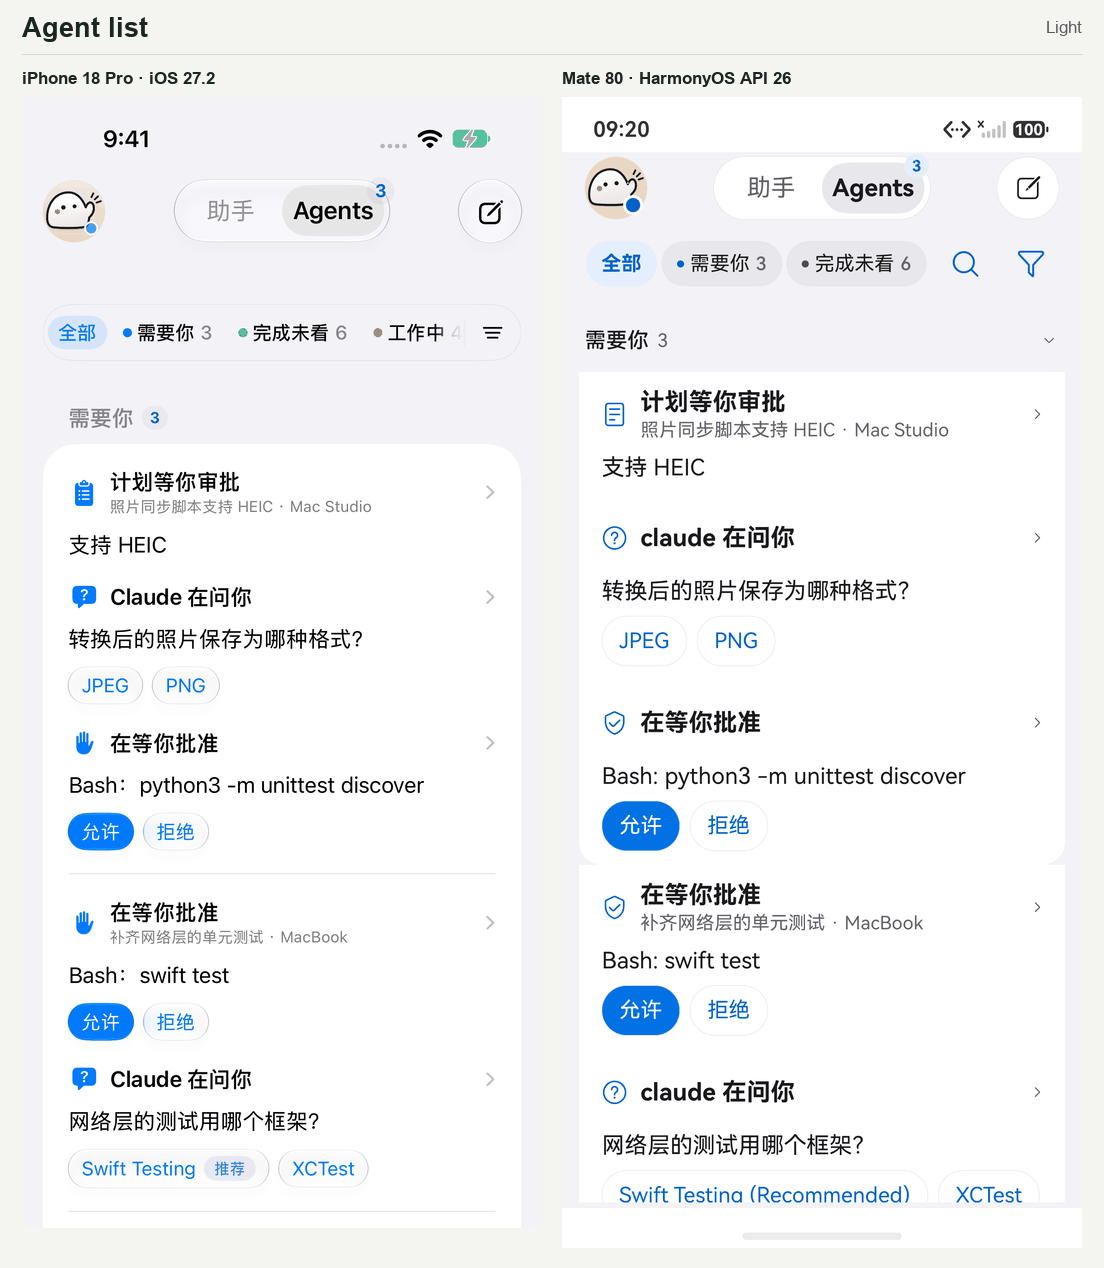 Agent list
Light
iPhone 18 Pro · iOS 27.2
9:41
助手
Agents
3
全部
需要你 3
完成未看 6
工作中
需要你 3
计划等你审批
照片同步脚本支持 HEIC · Mac Studio
支持 HEIC
Claude 在问你
转换后的照片保存为哪种格式?
JPEG
PNG
在等你批准
Bash： python3 -m unittest discover
允许
拒绝
在等你批准
补齐网络层的单元测试 · MacBook
Bash： swift test
允许
拒绝
Claude 在问你
网络层的测试用哪个框架?
Swift Testing 推荐
XCTest
Mate 80 · HarmonyOS API 26
09:20
100
助手
Agents
3
全部
需要你 3
完成未看 6
需要你 3
计划等你审批
照片同步脚本支持 HEIC · Mac Studio
支持 HEIC
claude 在问你
转换后的照片保存为哪种格式?
JPEG
PNG
在等你批准
Bash: python3 -m unittest discover
允许
拒绝
在等你批准
补齐网络层的单元测试 · MacBook
Bash: swift test
允许
拒绝
claude 在问你
网络层的测试用哪个框架?
Swift Testing (Recommended)
XCTest